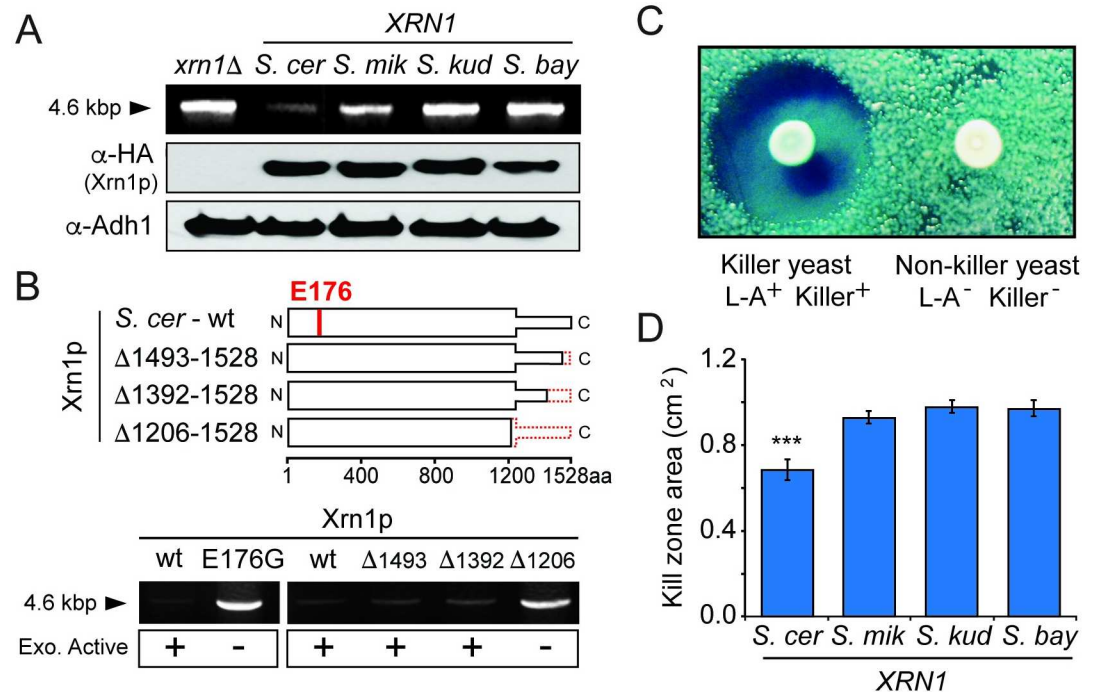 A
XRN1
xrn1Δ S. cer S. mik S. kud S. bay
4.6 kbp ►
α-HA
(Xrn1p)
α-Adh1
B
E176
Xrn1p
S. cer - wt N C
Δ1493-1528 N C
Δ1392-1528 N C
Δ1206-1528 N C
1 400 800 1200 1528aa
Xrn1p
wt E176G wt Δ1493 Δ1392 Δ1206
4.6 kbp ►
Exo. Active + - + + + -
C
Killer yeast Non-killer yeast
L-A⁺ Killer⁺ L-A⁻ Killer⁻
D
Kill zone area (cm²)
1.2
0.8
0.4
0.0
***
S. cer S. mik S. kud S. bay
XRN1